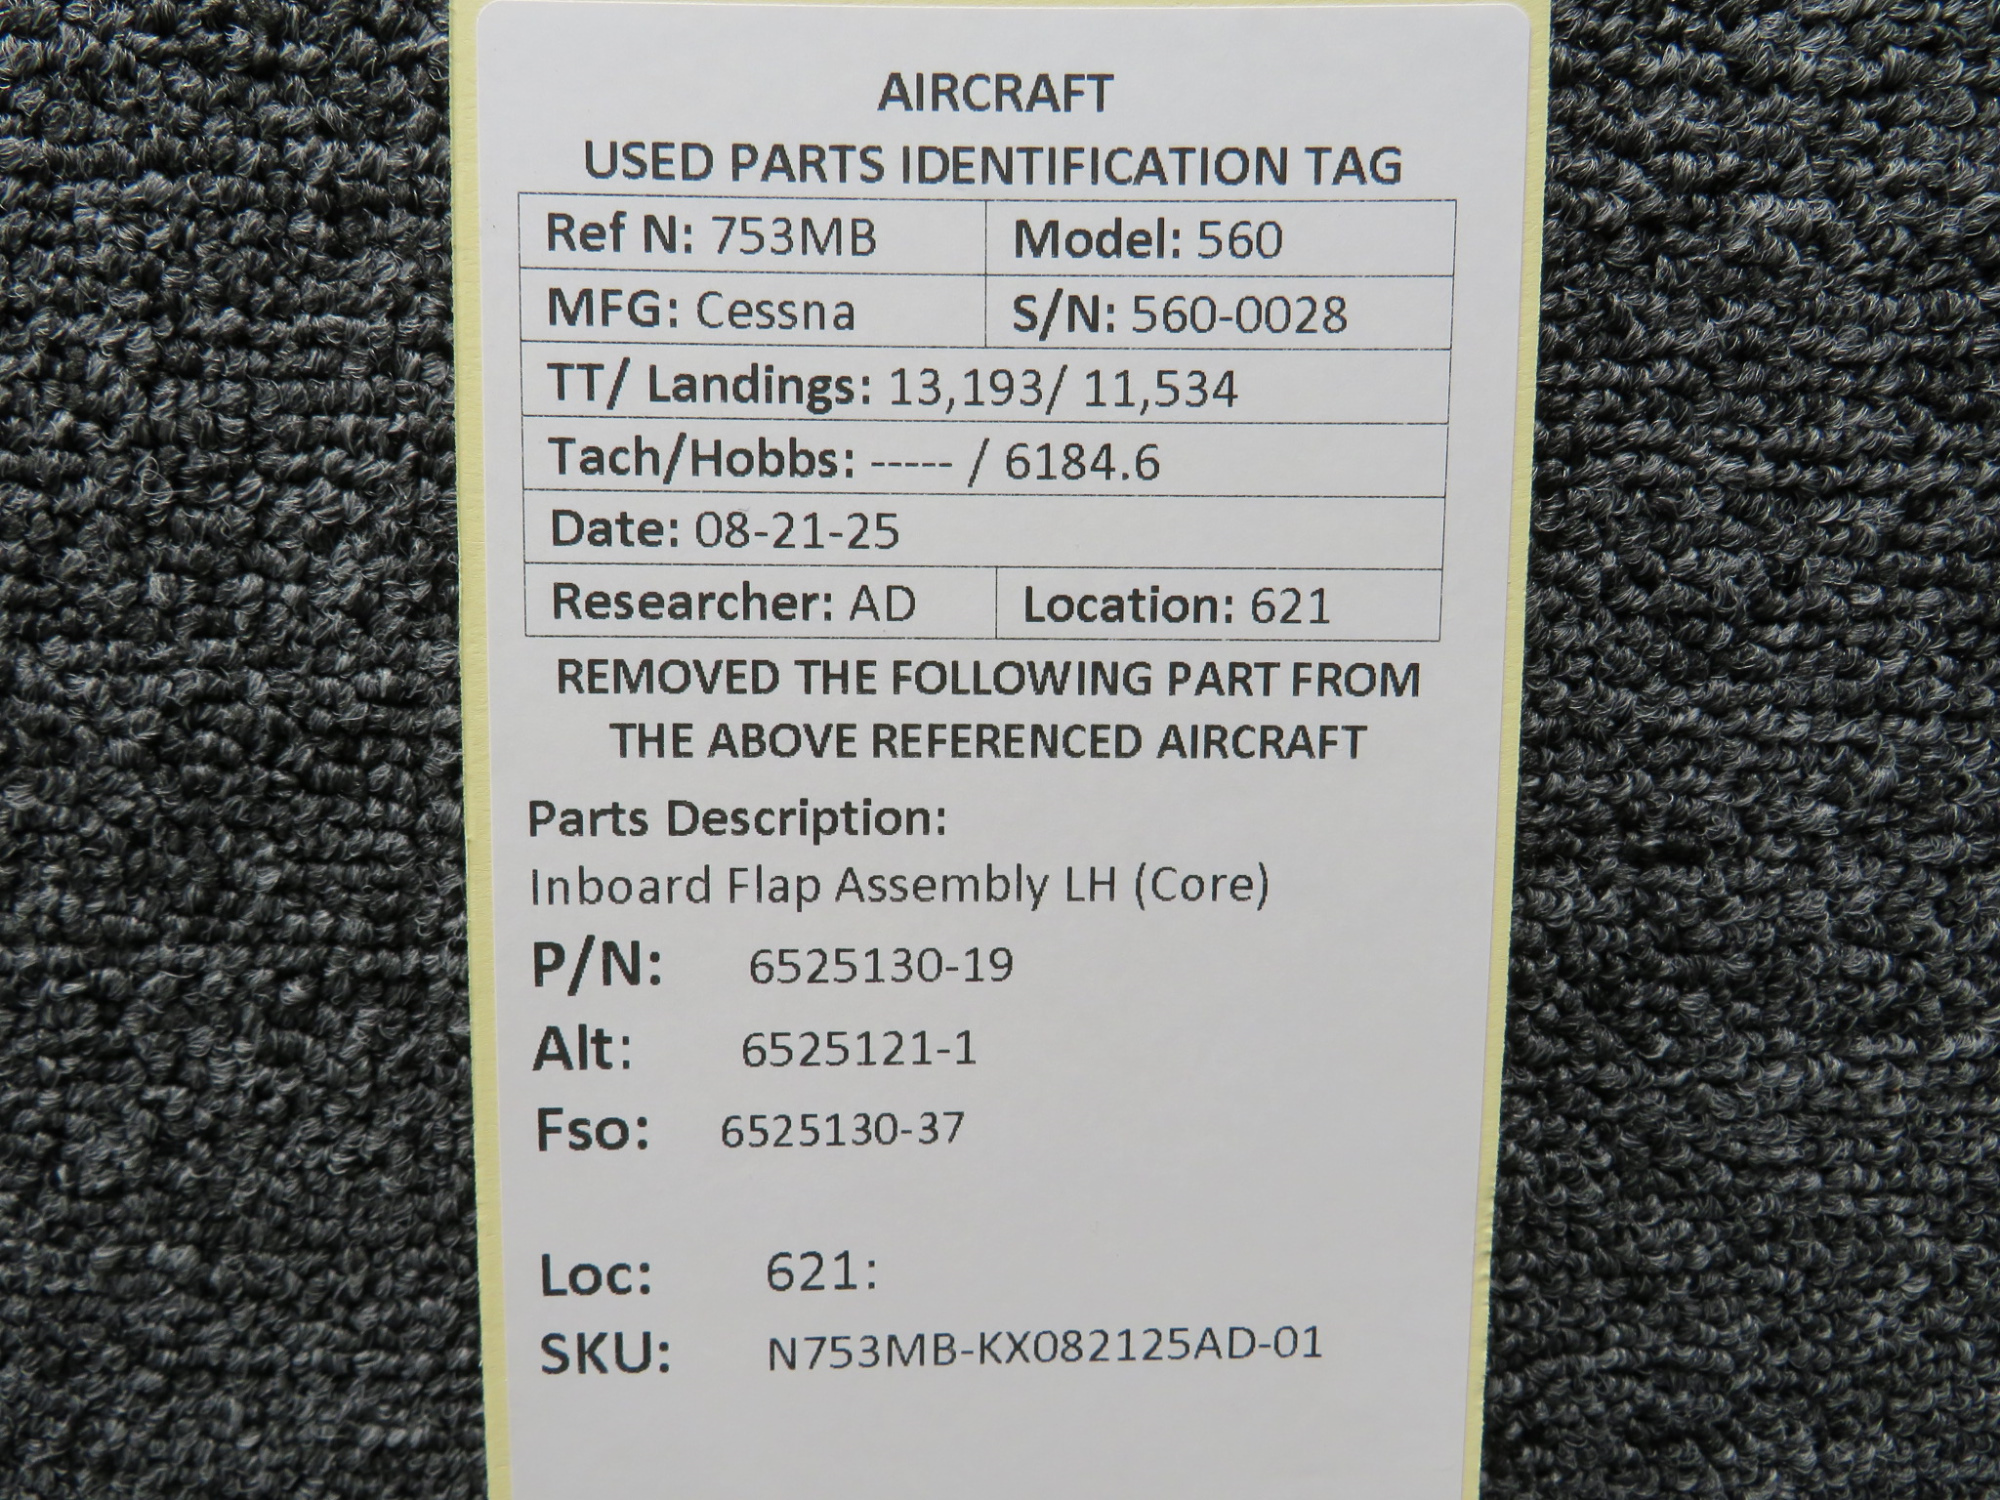 AIRCRAFT
USED PARTS IDENTIFICATION TAG
Ref N: 753MB Model: 560
MFG: Cessna S/N: 560-0028
TT/ Landings: 13,193/ 11,534
Tach/Hobbs: ----- / 6184.6
Date: 08-21-25
Researcher: AD Location: 621
REMOVED THE FOLLOWING PART FROM
THE ABOVE REFERENCED AIRCRAFT
Parts Description:
Inboard Flap Assembly LH (Core)
P/N: 6525130-19
Alt: 6525121-1
Fso: 6525130-37
Loc: 621:
SKU: N753MB-KX082125AD-01